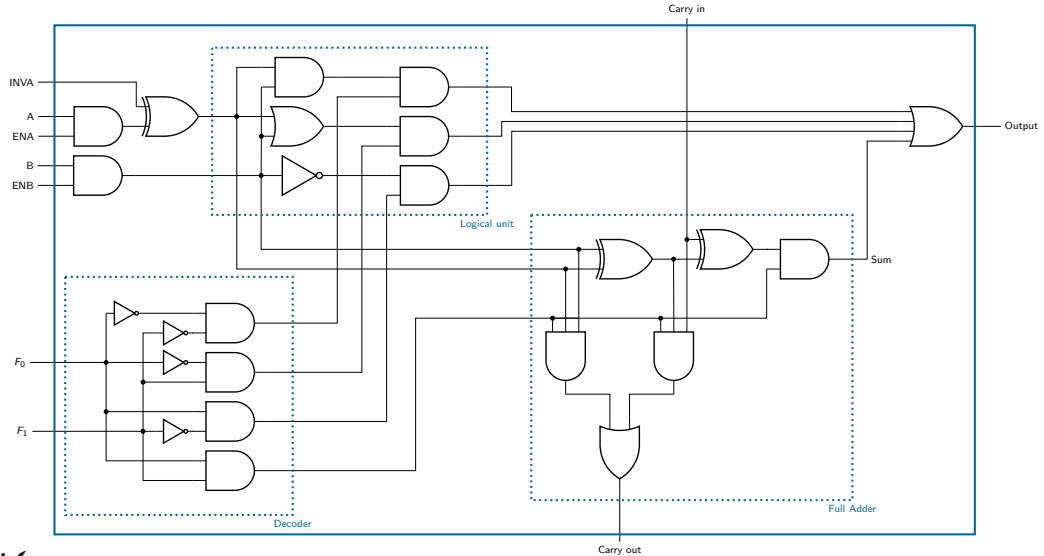 Carry in
INVA
A
ENA
B
ENB
Output
Logical unit
Sum
F0
F1
Full Adder
Decoder
Carry out